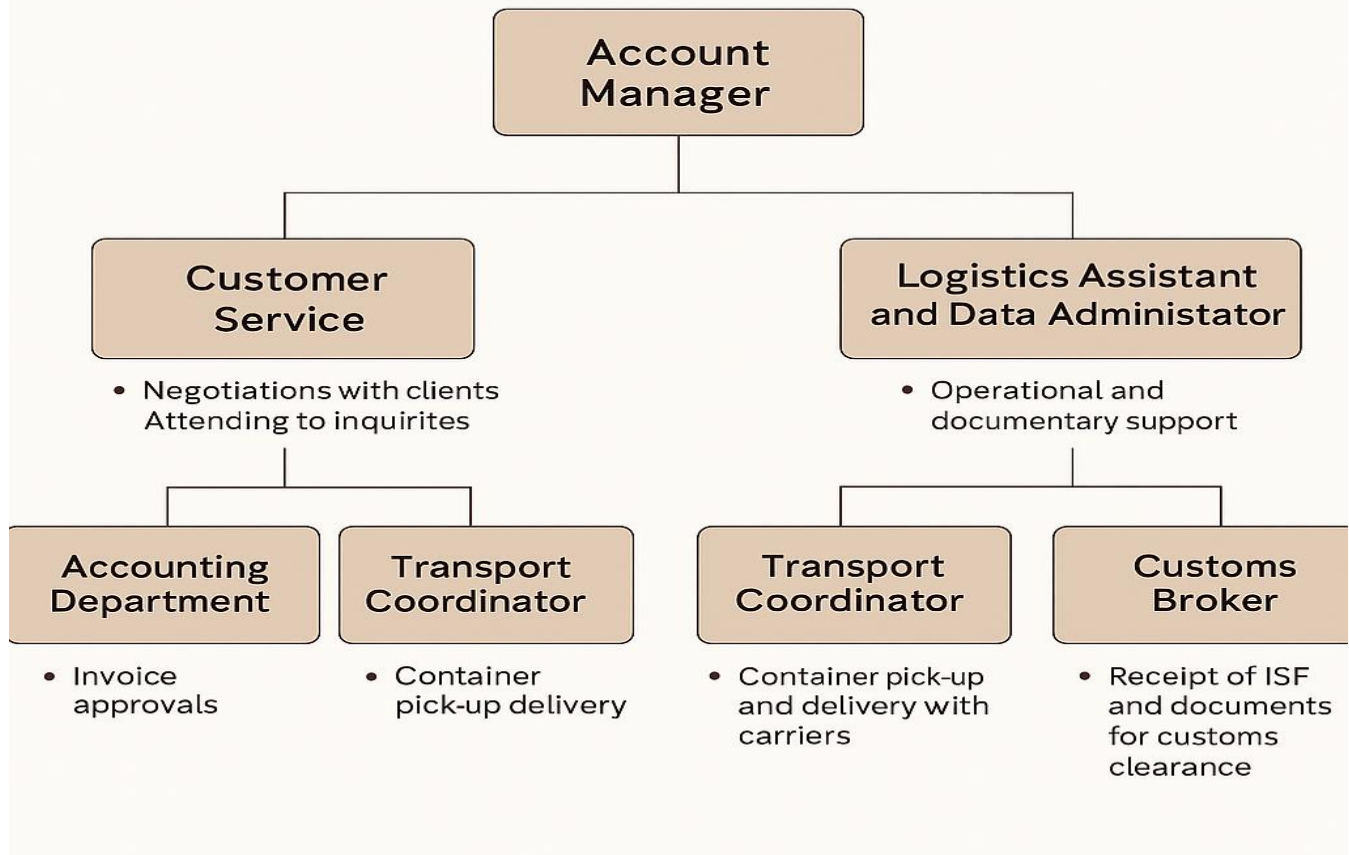 Account
Manager
Customer
Service
Logistics Assistant
and Data Administator
• Negotiations with clients
Attending to inquirites
• Operational and
documentary support
Accounting
Department
Transport
Coordinator
Transport
Coordinator
Customs
Broker
• Invoice
approvals
• Container
pick-up delivery
• Container pick-up
and delivery with
carriers
• Receipt of ISF
and documents
for customs
clearance